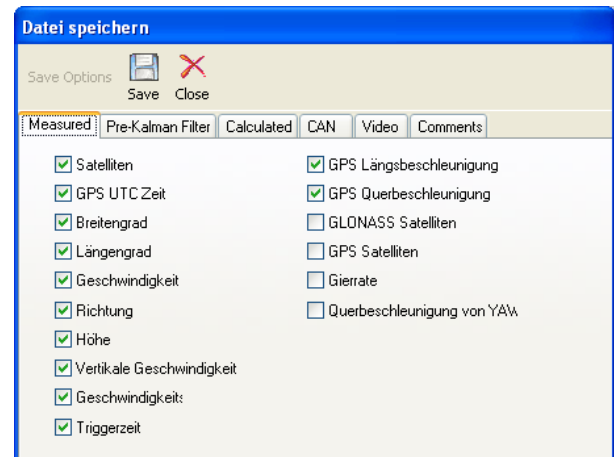 Datei speichern
Save Options
Save Close
Measured Pre-Kalman Filter Calculated CAN Video Comments
Satelliten
GPS UTC Zeit
Breitengrad
Längengrad
Geschwindigkeit
Richtung
Höhe
Vertikale Geschwindigkeit
Geschwindigkeits
Triggerzeit
GPS Längsbeschleunigung
GPS Querbeschleunigung
GLONASS Satelliten
GPS Satelliten
Gierrate
Querbeschleunigung von YAW